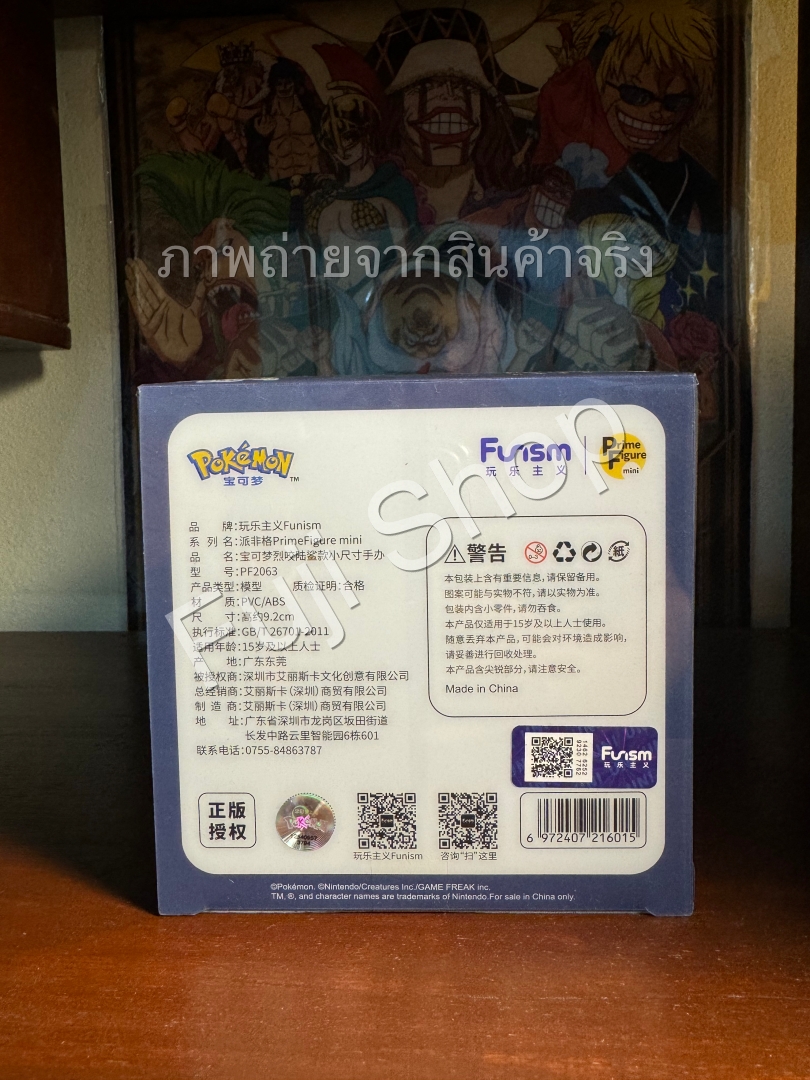 ภาพถ่ายจากสินค้าจริง
Pokémon
宝可梦
TM
Funism
玩乐主义
Prime Figure mini
品 牌:玩乐主义Funism
系 列 名:派菲格PrimeFigure mini
品 名:宝可梦烈咬陆鲨款小尺寸手办
型 号:PF2063
产品类型:模型 质检证明:合格
材 质:PVC/ABS
尺 寸:高约9.2cm
执行标准:GB/T 26701-2011
适用年龄:15岁及以上人士
产 地:广东东莞
被授权商:深圳市艾丽斯卡文化创意有限公司
总经销商:艾丽斯卡(深圳)商贸有限公司
制 造 商:艾丽斯卡(深圳)商贸有限公司
地 址:广东省深圳市龙岗区坂田街道
长发中路云里智能园6栋601
联系电话:0755-84863787
警告
0-3
紙
本包装上含有重要信息,请保留备用。
图案可能与实物不符,请以实物为准。
包装内含小零件,请勿吞食。
本产品仅适用于15岁及以上人士使用。
随意丢弃本产品,可能会对环境造成影响,
请妥善进行回收处理。
本产品含尖锐部分,请注意安全。
Made in China
Fuji Shop
1462 6252
9230 7762
Funism
玩乐主义
正版
授权
玩乐主义Funism
咨询“扫”这里
6 972407 216015
©Pokémon. ©Nintendo/Creatures Inc./GAME FREAK inc.
TM, ®, and character names are trademarks of Nintendo.For sale in China only.